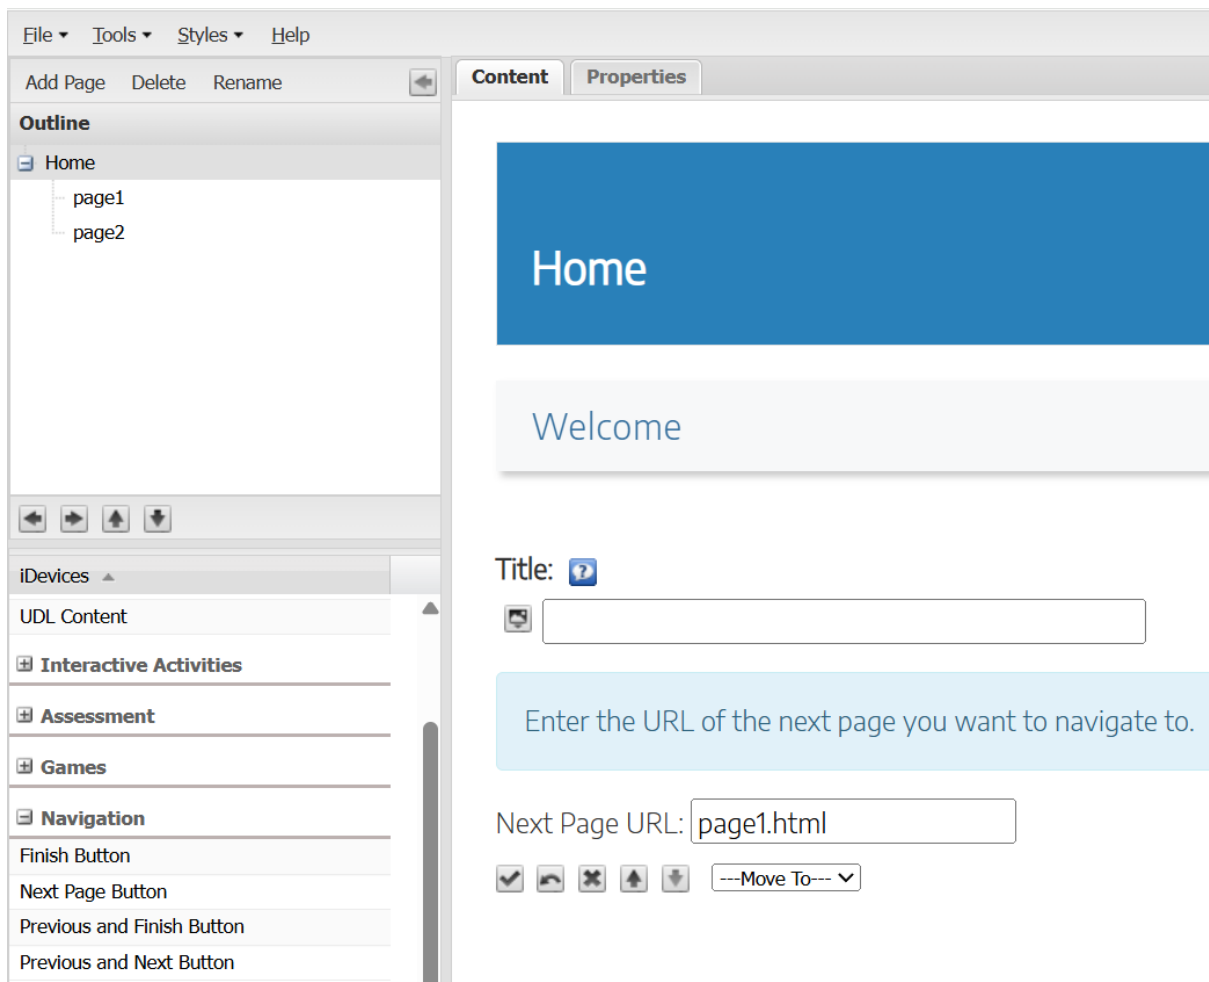 File Tools Styles Help
Add Page Delete Rename
Outline
Home
page1
page2
iDevices
UDL Content
Interactive Activities
Assessment
Games
Navigation
Finish Button
Next Page Button
Previous and Finish Button
Previous and Next Button
Content Properties
Home
Welcome
Title:
Enter the URL of the next page you want to navigate to.
Next Page URL: page1.html
---Move To---